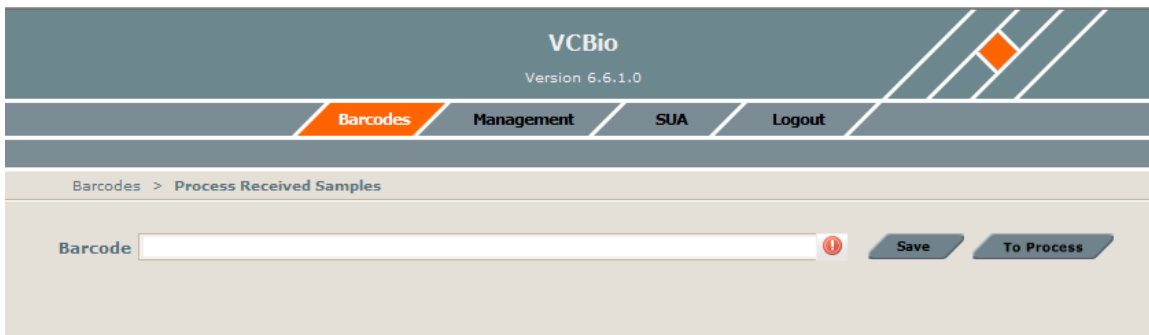 VCBio
Version 6.6.1.0
Barcodes Management SUA Logout
Barcodes > Process Received Samples
Barcode Save To Process